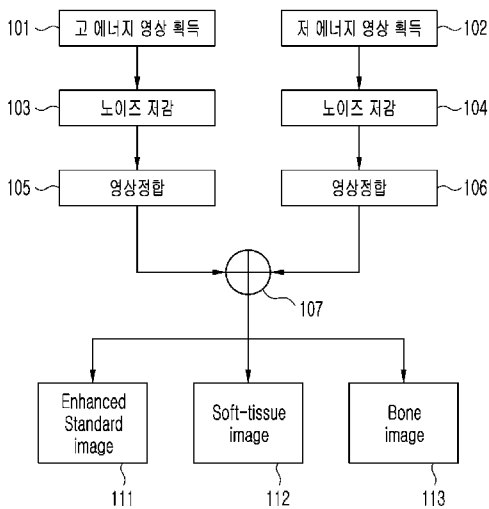 101 고 에너지 영상 획득
저 에너지 영상 획득 102
103 노이즈 저감
노이즈 저감 104
105 영상정합
영상정합 106
107
Enhanced
Standard
image
Soft-tissue
image
Bone
image
111
112
113